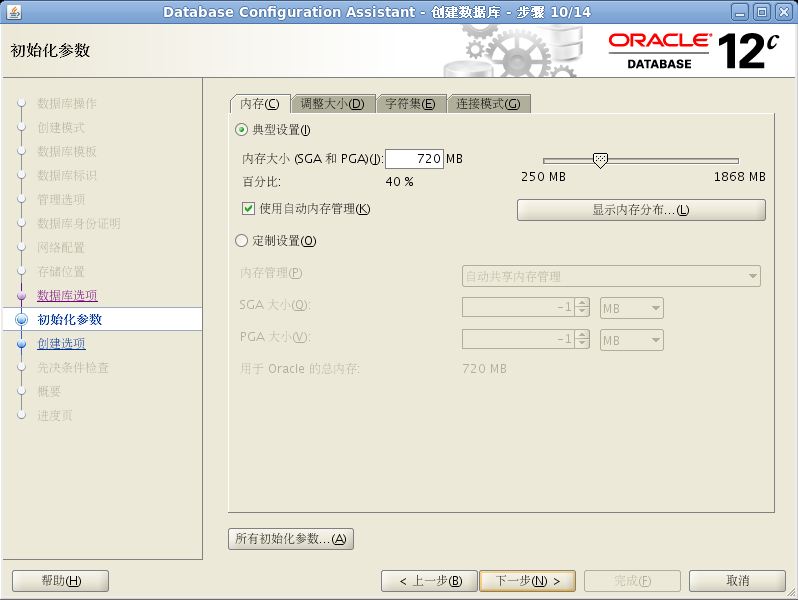 Database Configuration Assistant - 创建数据库 - 步骤 10/14
初始化参数
ORACLE
DATABASE
12c
数据库操作
创建模式
数据库模板
数据库标识
管理选项
数据库身份证明
网络配置
存储位置
数据库选项
初始化参数
创建选项
先决条件检查
概要
进度页
内存(C) 调整大小(D) 字符集(E) 连接模式(G)
典型设置(I)
内存大小 (SGA 和 PGA)(J): 720 MB
250 MB 1868 MB
百分比: 40 %
使用自动内存管理(K) 显示内存分布...(L)
定制设置(O)
内存管理(P) 自动共享内存管理
SGA 大小(Q): -1 MB
PGA 大小(V): -1 MB
用于 Oracle 的总内存: 720 MB
所有初始化参数...(A)
帮助(H) < 上一步(B) 下一步(N) > 完成(F) 取消